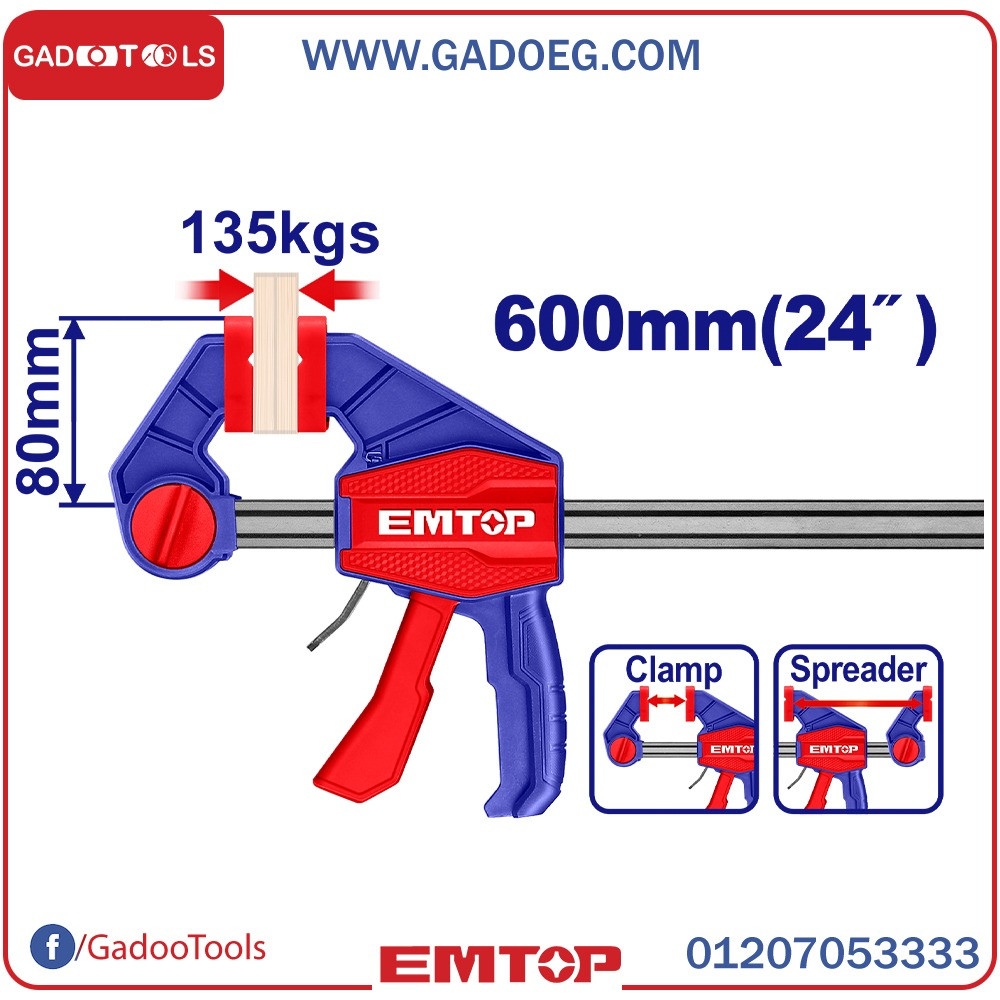 GADOTOOLS
WWW.GADOEG.COM
135kgs
600mm(24″)
80mm
EMTOP
Clamp
Spreader
EMTOP
EMTOP
f/GadooTools
EMTOP
01207053333